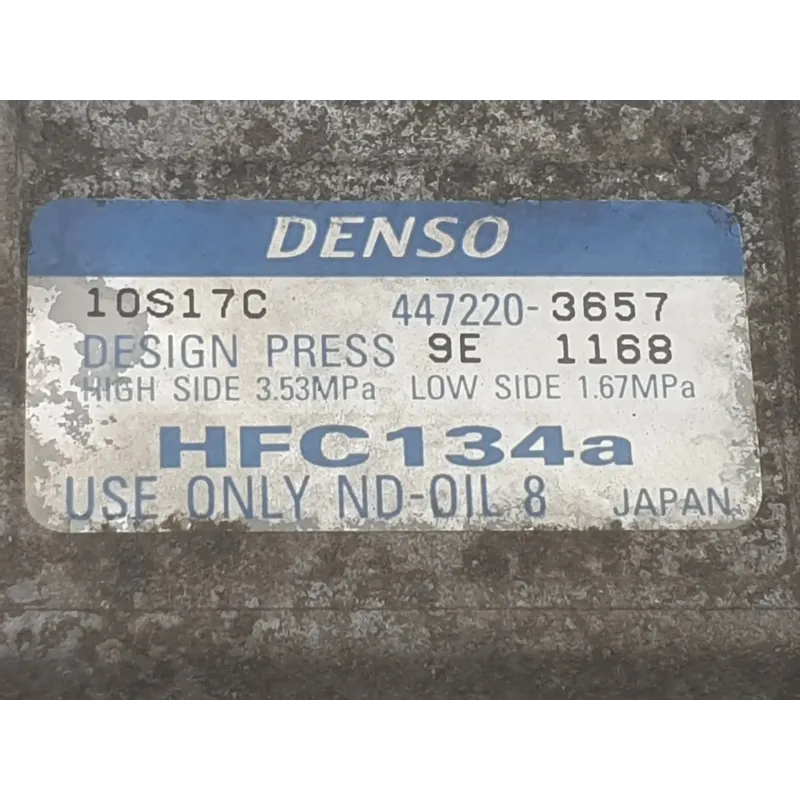 DENSO
10S17C 447220-3657
DESIGN PRESS 9E 1168
HIGH SIDE 3.53MPa LOW SIDE 1.67MPa
HFC134a
USE ONLY ND-OIL 8 JAPAN